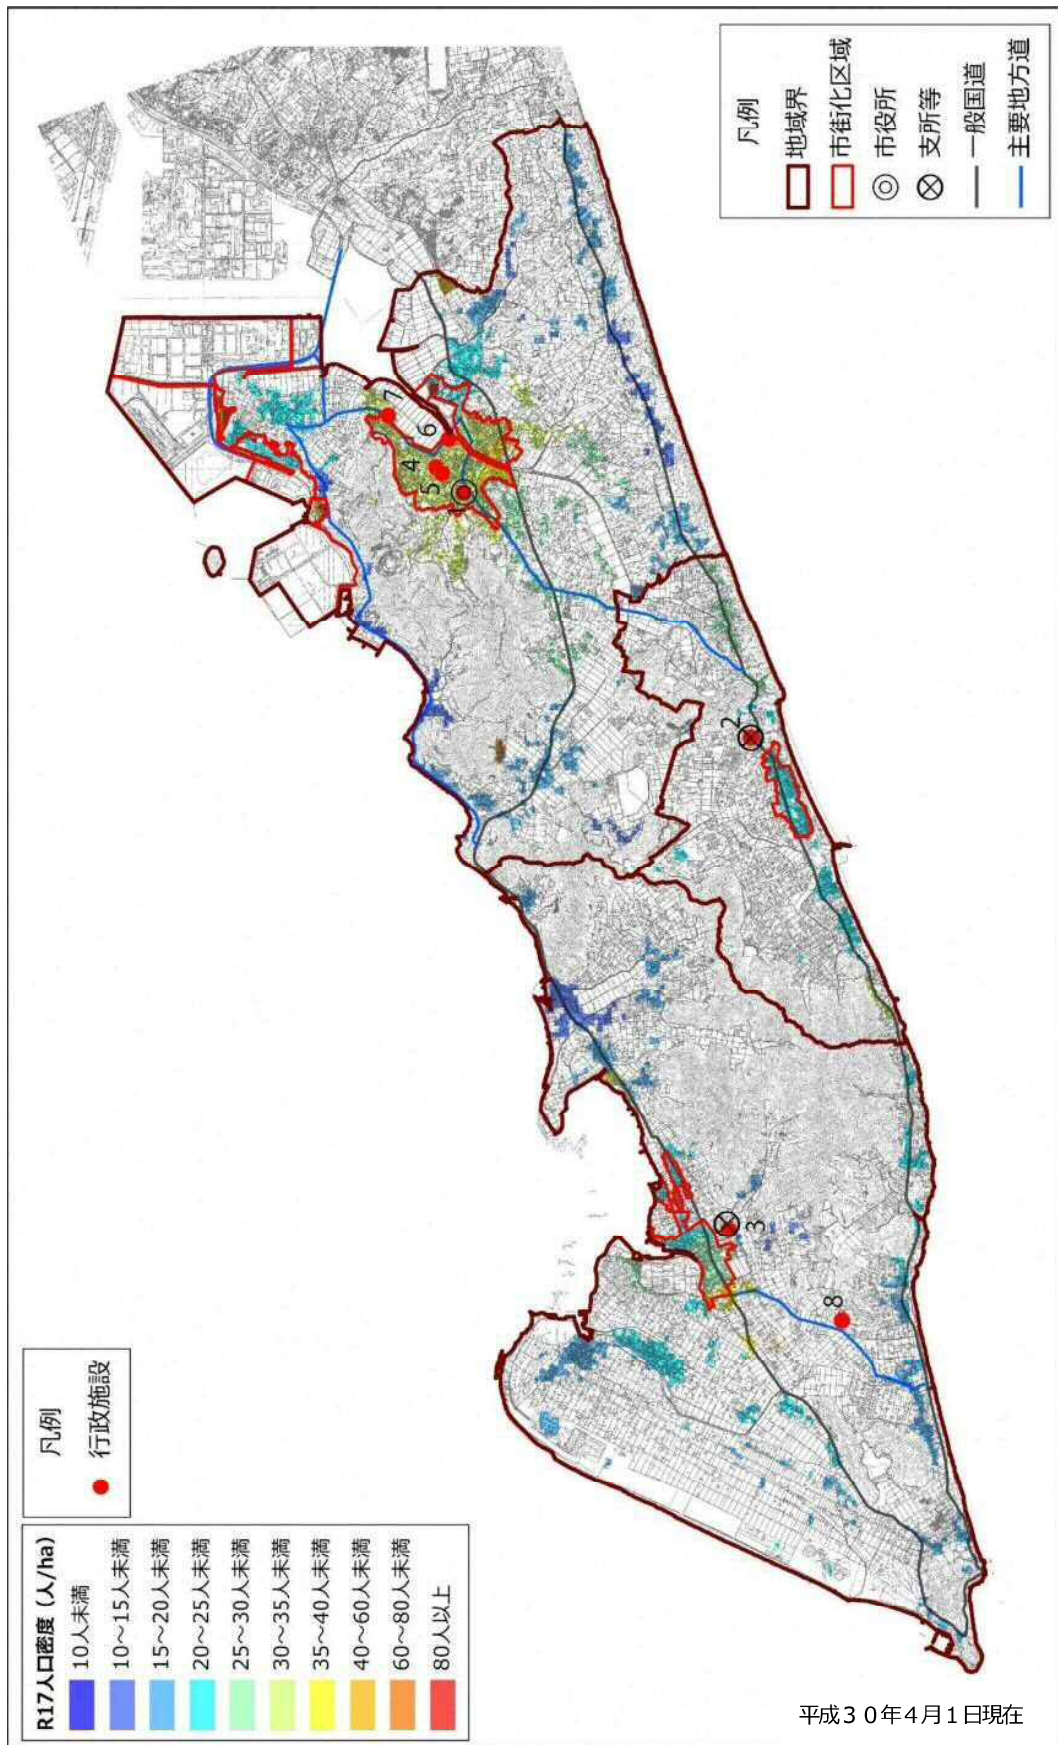 凡例
地域界
市街化区域
市役所
支所等
一般国道
主要地方道
凡例
行政施設
R17人口密度（人/ha）
10人未満
10～15人未満
15～20人未満
20～25人未満
25～30人未満
30～35人未満
35～40人未満
40～60人未満
60～80人未満
80人以上
1
2
3
4
5
6
7
8
平成３０年４月１日現在